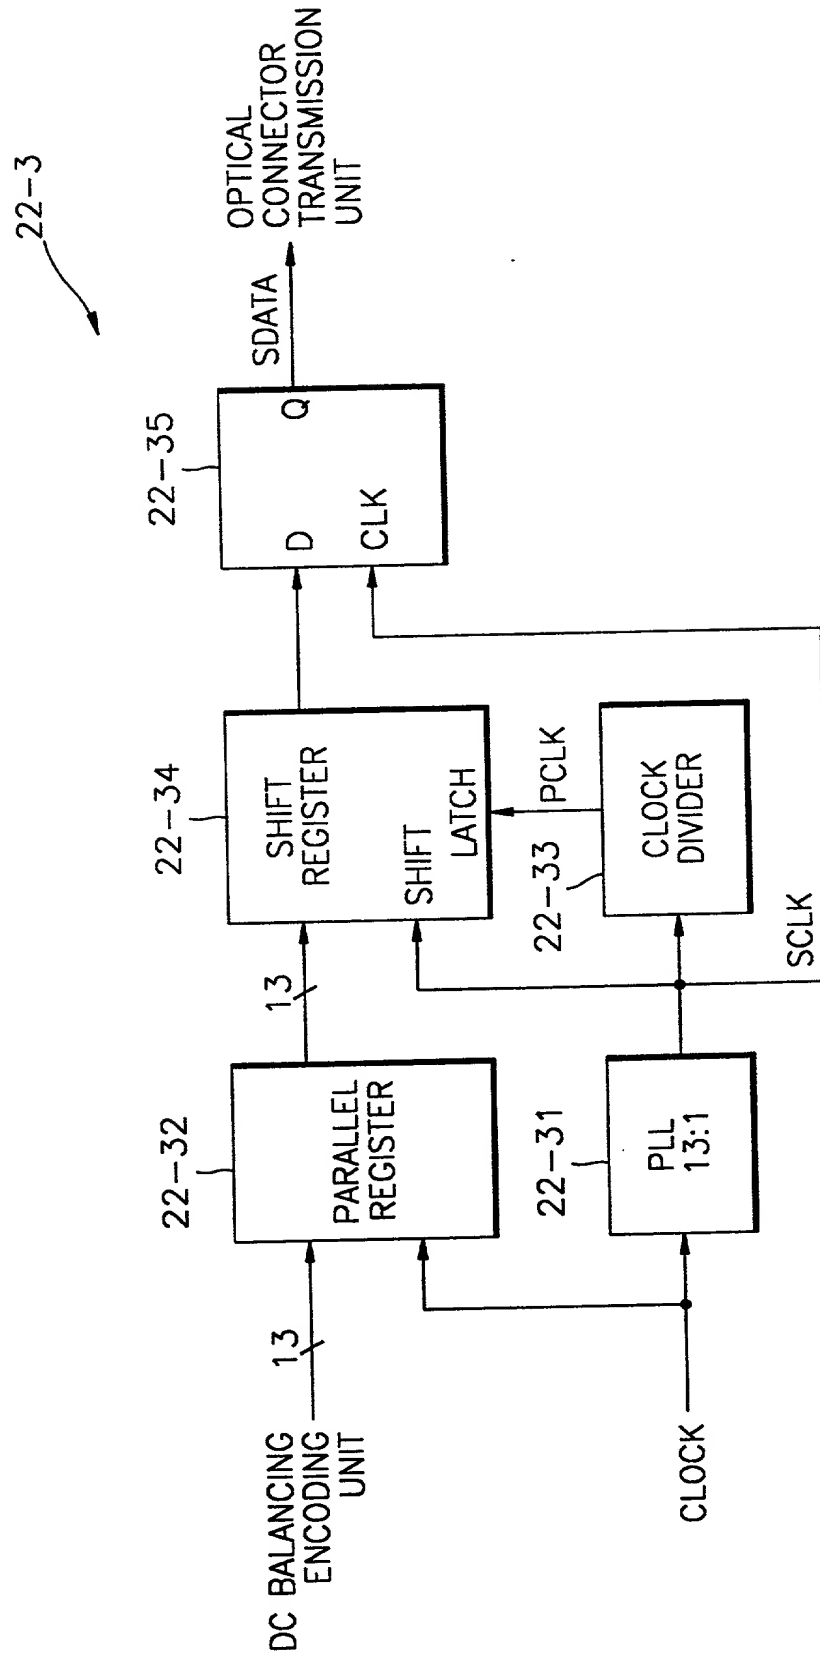 22-3
DC BALANCING
ENCODING
UNIT
13
22-32
PARALLEL
REGISTER
13
22-34
SHIFT
REGISTER
SHIFT
LATCH
22-35
D
Q
CLK
SDATA
OPTICAL
CONNECTOR
TRANSMISSION
UNIT
CLOCK
22-31
PLL
13:1
22-33
CLOCK
DIVIDER
PCLK
SCLK